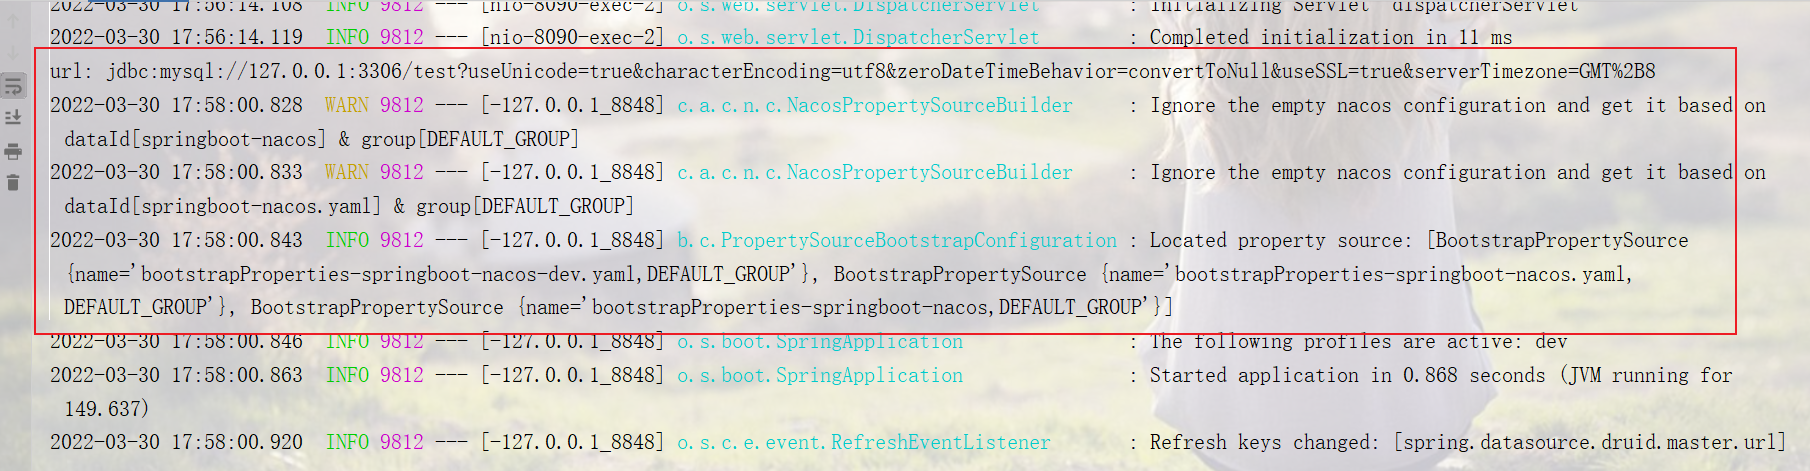 2022-03-30 17:56:14.108  INFO 9812 --- [nio-8090-exec-2] o.s.web.servlet.DispatcherServlet        : Initializing Servlet 'dispatcherServlet'
2022-03-30 17:56:14.119  INFO 9812 --- [nio-8090-exec-2] o.s.web.servlet.DispatcherServlet        : Completed initialization in 11 ms
url: jdbc:mysql://127.0.0.1:3306/test?useUnicode=true&characterEncoding=utf8&zeroDateTimeBehavior=convertToNull&useSSL=true&serverTimezone=GMT%2B8
2022-03-30 17:58:00.828  WARN 9812 --- [-127.0.0.1_8848] c.a.c.n.c.NacosPropertySourceBuilder     : Ignore the empty nacos configuration and get it based on
dataId[springboot-nacos] & group[DEFAULT_GROUP]
2022-03-30 17:58:00.833  WARN 9812 --- [-127.0.0.1_8848] c.a.c.n.c.NacosPropertySourceBuilder     : Ignore the empty nacos configuration and get it based on
dataId[springboot-nacos.yaml] & group[DEFAULT_GROUP]
2022-03-30 17:58:00.843  INFO 9812 --- [-127.0.0.1_8848] b.c.PropertySourceBootstrapConfiguration : Located property source: [BootstrapPropertySource
{name='bootstrapProperties-springboot-nacos-dev.yaml,DEFAULT_GROUP'}, BootstrapPropertySource {name='bootstrapProperties-springboot-nacos.yaml,
DEFAULT_GROUP'}, BootstrapPropertySource {name='bootstrapProperties-springboot-nacos,DEFAULT_GROUP'}]
2022-03-30 17:58:00.846  INFO 9812 --- [-127.0.0.1_8848] o.s.boot.SpringApplication               : The following profiles are active: dev
2022-03-30 17:58:00.863  INFO 9812 --- [-127.0.0.1_8848] o.s.boot.SpringApplication               : Started application in 0.868 seconds (JVM running for
149.637)
2022-03-30 17:58:00.920  INFO 9812 --- [-127.0.0.1_8848] o.s.c.e.event.RefreshEventListener       : Refresh keys changed: [spring.datasource.druid.master.url]